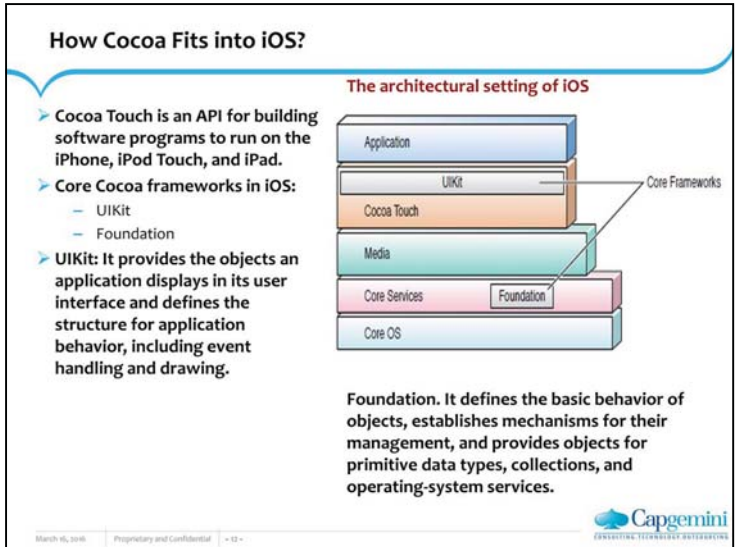 How Cocoa Fits into iOS?
Cocoa Touch is an API for building
software programs to run on the
iPhone, iPod Touch, and iPad.
Core Cocoa frameworks in iOS:
– UIKit
– Foundation
UIKit: It provides the objects an
application displays in its user
interface and defines the
structure for application
behavior, including event
handling and drawing.
The architectural setting of iOS
Application
UIKit
Core Frameworks
Cocoa Touch
Media
Core Services
Foundation
Core OS
Foundation. It defines the basic behavior of
objects, establishes mechanisms for their
management, and provides objects for
primitive data types, collections, and
operating-system services.
March 16, 2016
Proprietary and Confidential
- 12 -
Capgemini
CONSULTING.TECHNOLOGY.OUTSOURCING